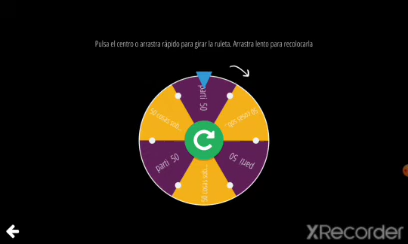 Pulsa el centro o arrastra rápido para girar la ruleta. Arrastra lento para recolocarla
parti 50
parti 50
parti 50
XRecorder